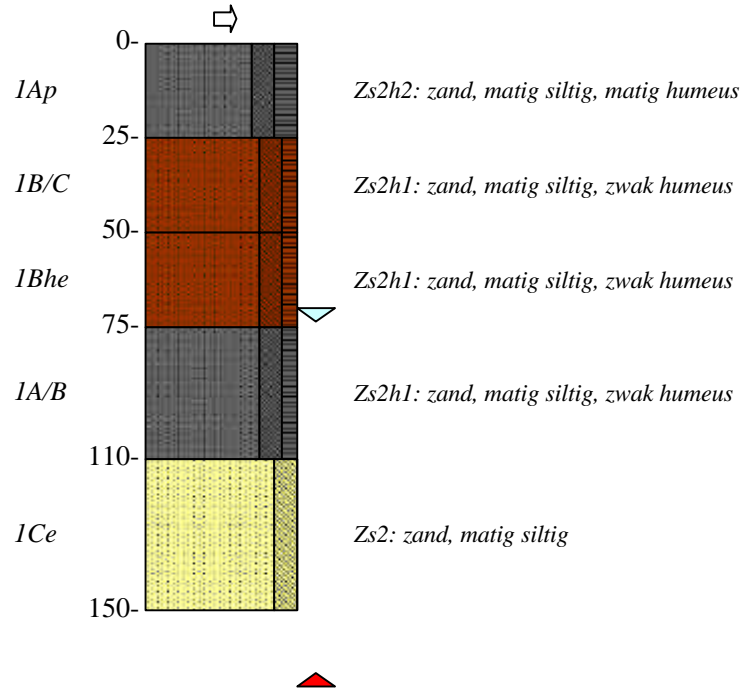 0-
1Ap Zs2h2: zand, matig siltig, matig humeus
25-
1B/C Zs2h1: zand, matig siltig, zwak humeus
50-
1Bhe Zs2h1: zand, matig siltig, zwak humeus
75-
1A/B Zs2h1: zand, matig siltig, zwak humeus
110-
1Ce Zs2: zand, matig siltig
150-